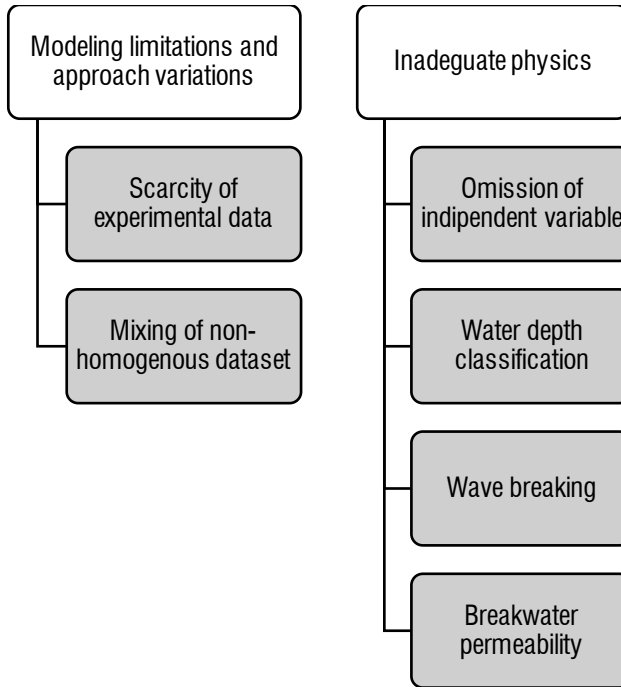 Modeling limitations and
approach variations
Scarcity of
experimental data
Mixing of non-
homogenous dataset
Inadeguate physics
Omission of
indipendent variable
Water depth
classification
Wave breaking
Breakwater
permeability